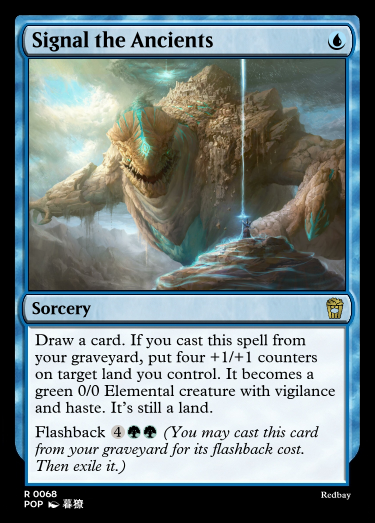 Signal the Ancients
Sorcery
Draw a card. If you cast this spell from
your graveyard, put four +1/+1 counters
on target land you control. It becomes a
green 0/0 Elemental creature with vigilance
and haste. It's still a land.
Flashback 4 (You may cast this card
from your graveyard for its flashback cost.
Then exile it.)
R 0068
Redbay
POP 暮獠